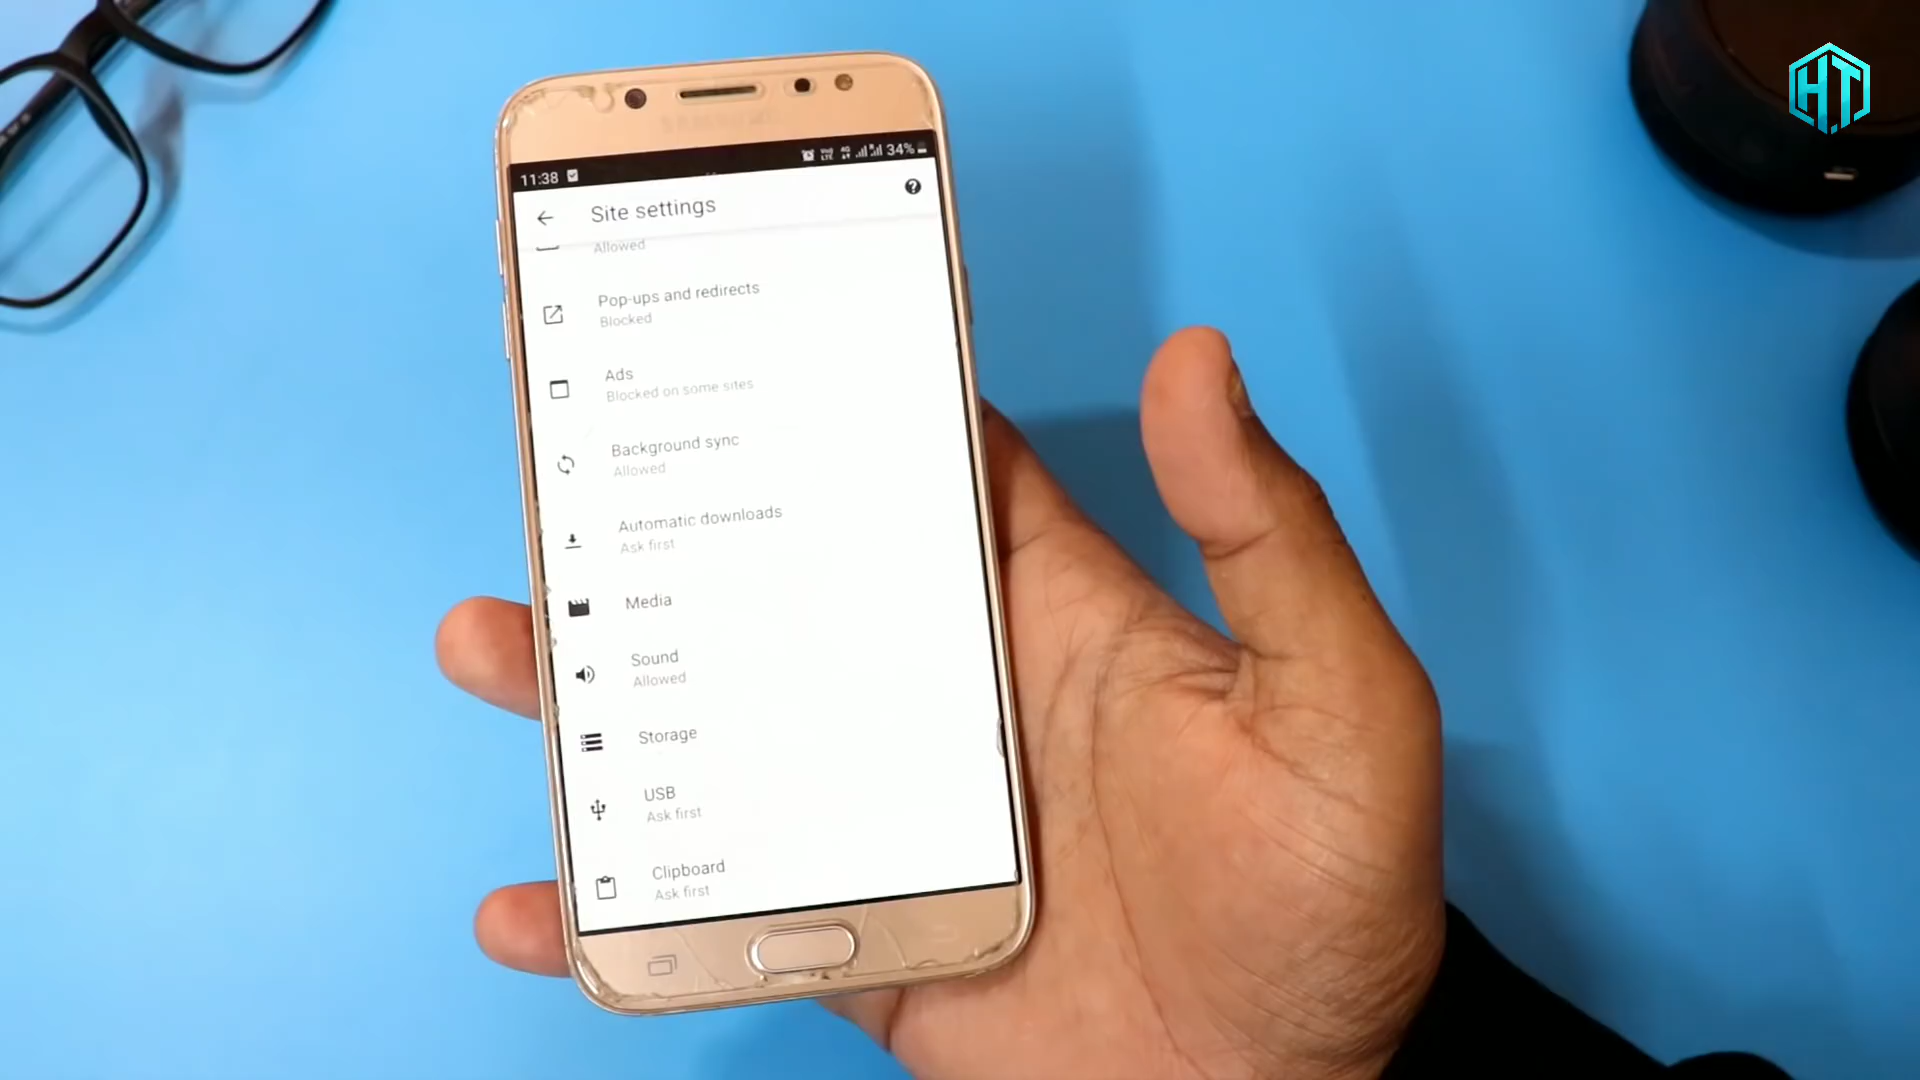 HT
11:38
34%
Site settings
Allowed
Pop-ups and redirects
Blocked
Ads
Blocked on some sites
Background sync
Allowed
Automatic downloads
Ask first
Media
Sound
Allowed
Storage
USB
Ask first
Clipboard
Ask first